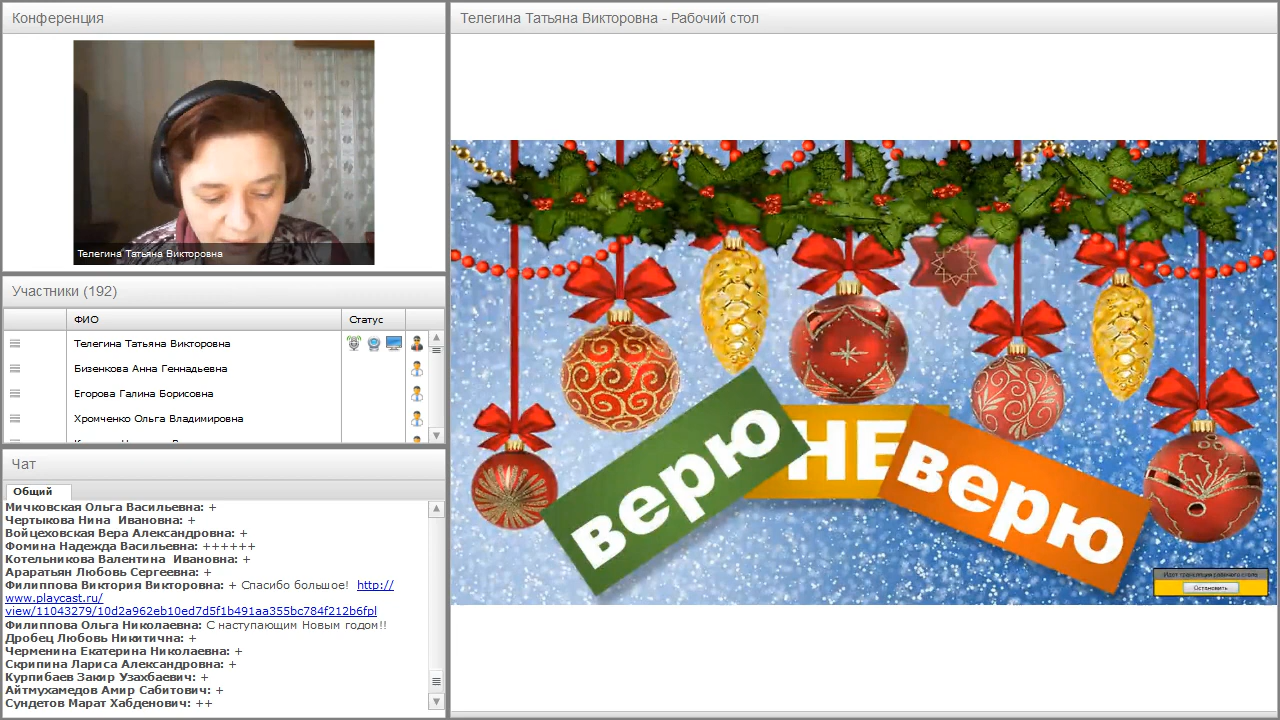 Конференция
Телегина Татьяна Викторовна
Участники (192)
ФИО Статус
Телегина Татьяна Викторовна
Бизенкова Анна Геннадьевна
Егорова Галина Борисовна
Хромченко Ольга Владимировна
Чат
Общий
Мичковская Ольга Васильевна: +
Чертыкова Нина Ивановна: +
Войцеховская Вера Александровна: +
Фомина Надежда Васильевна: ++++++
Котельникова Валентина Ивановна: +
Араратьян Любовь Сергеевна: +
Филиппова Виктория Викторовна: + Спасибо большое! http://
www.playcast.ru/
view/11043279/10d2a962eb10ed7d5f1b491aa355bc784f212b6fpl
Филиппова Ольга Николаевна: С наступающим Новым годом!!
Дробец Любовь Никитична: +
Черменина Екатерина Николаевна: +
Скрипина Лариса Александровна: +
Курпибаев Закир Узахбаевич: +
Айтмухамедов Амир Сабитович: +
Сундетов Марат Хабденович: ++
Телегина Татьяна Викторовна - Рабочий стол
верю
НЕ
верю
Идет трансляция рабочего стола
Остановить